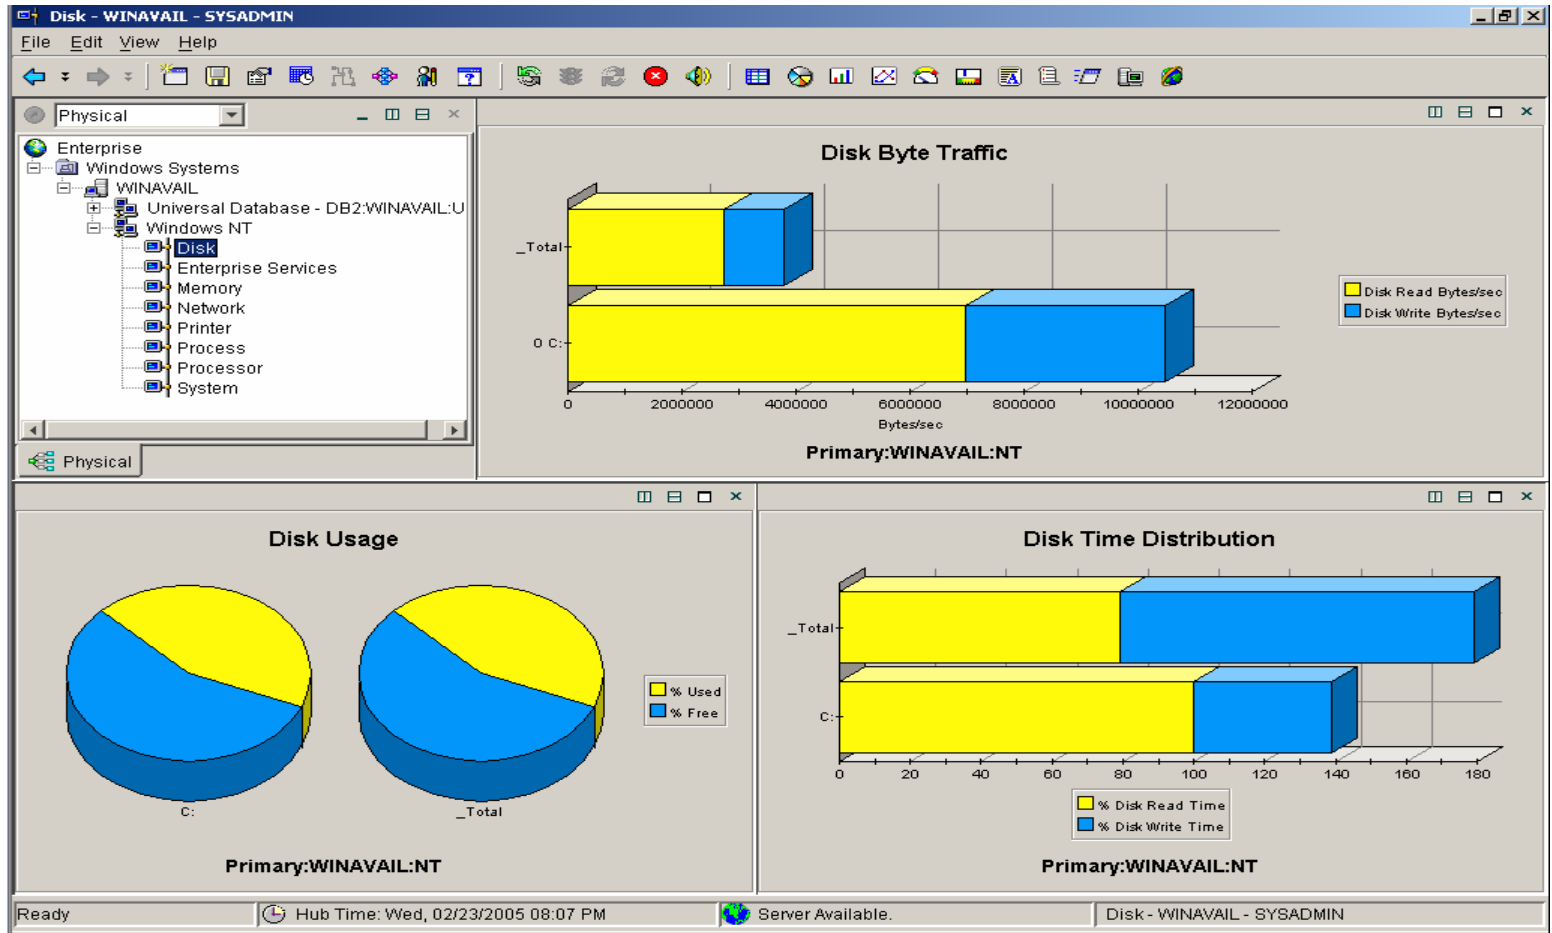 Disk - WINAVAIL - SYSADMIN
File Edit View Help
Physical
Enterprise
Windows Systems
WINAVAIL
Universal Database - DB2:WINAVAIL:U
Windows NT
Disk
Enterprise Services
Memory
Network
Printer
Process
Processor
System
Physical
Disk Byte Traffic
_Total
0 C:
0 2000000 4000000 6000000 8000000 10000000 12000000
Bytes/sec
Disk Read Bytes/sec
Disk Write Bytes/sec
Primary:WINAVAIL:NT
Disk Usage
C:
_Total
% Used
% Free
Primary:WINAVAIL:NT
Disk Time Distribution
_Total
C:
0 20 40 60 80 100 120 140 160 180
% Disk Read Time
% Disk Write Time
Primary:WINAVAIL:NT
Ready
Hub Time: Wed, 02/23/2005 08:07 PM
Server Available.
Disk - WINAVAIL - SYSADMIN